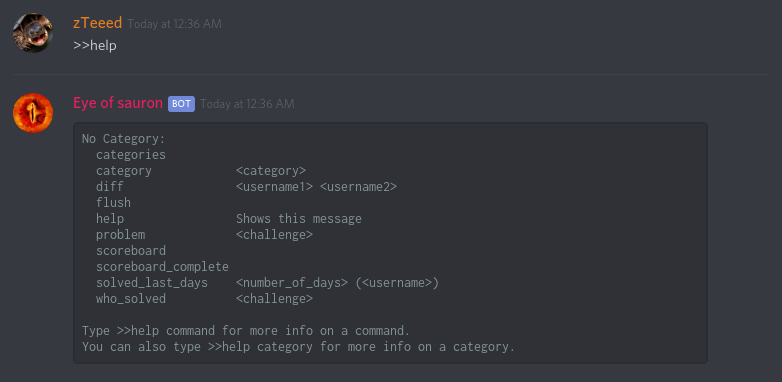 zTeeed Today at 12:36 AM
>>help
Eye of sauron BOT Today at 12:36 AM
No Category:
categories
category <category>
diff <username1> <username2>
flush
help Shows this message
problem <challenge>
scoreboard
scoreboard_complete
solved_last_days <number_of_days> (<username>)
who_solved <challenge>
Type >>help command for more info on a command.
You can also type >>help category for more info on a category.